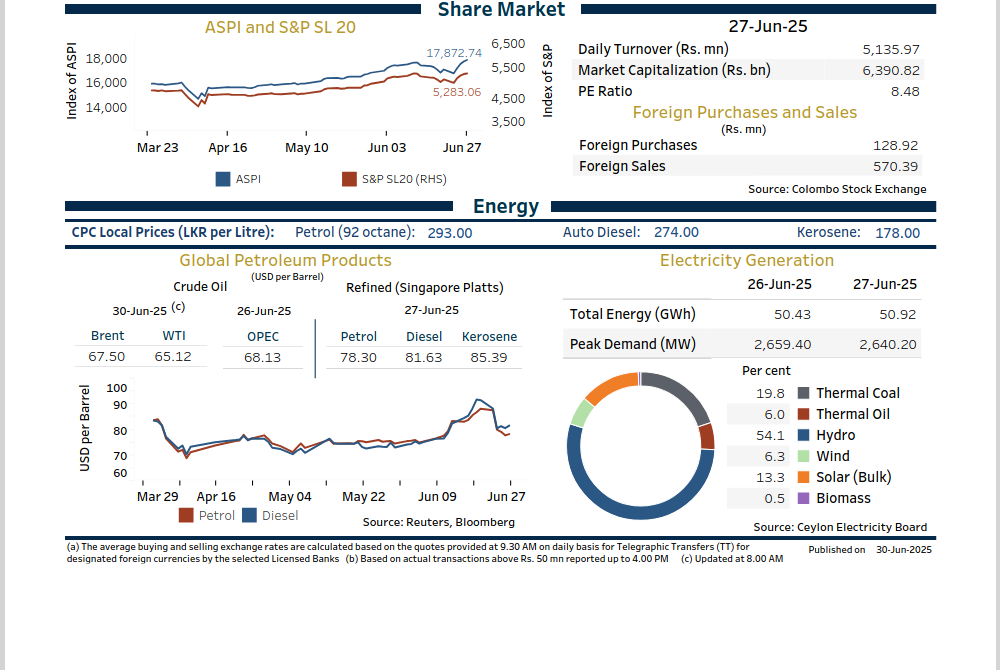 Share Market
ASPI and S&P SL 20
Index of ASPI
18,000
16,000
14,000
17,872.74
5,283.06
6,500
5,500
4,500
3,500
Index of S&P
Mar 23 Apr 16 May 10 Jun 03 Jun 27
ASPI S&P SL20 (RHS)
27-Jun-25
Daily Turnover (Rs. mn) 5,135.97
Market Capitalization (Rs. bn) 6,390.82
PE Ratio 8.48
Foreign Purchases and Sales
(Rs. mn)
Foreign Purchases 128.92
Foreign Sales 570.39
Source: Colombo Stock Exchange
Energy
CPC Local Prices (LKR per Litre): Petrol (92 octane): 293.00 Auto Diesel: 274.00 Kerosene: 178.00
Global Petroleum Products
(USD per Barrel)
Crude Oil Refined (Singapore Platts)
30-Jun-25 (c) 26-Jun-25 27-Jun-25
Brent WTI OPEC Petrol Diesel Kerosene
67.50 65.12 68.13 78.30 81.63 85.39
USD per Barrel
100
90
80
70
60
Mar 29 Apr 16 May 04 May 22 Jun 09 Jun 27
Petrol Diesel
Source: Reuters, Bloomberg
Electricity Generation
26-Jun-25 27-Jun-25
Total Energy (GWh) 50.43 50.92
Peak Demand (MW) 2,659.40 2,640.20
Per cent
19.8 Thermal Coal
6.0 Thermal Oil
54.1 Hydro
6.3 Wind
13.3 Solar (Bulk)
0.5 Biomass
Source: Ceylon Electricity Board
(a) The average buying and selling exchange rates are calculated based on the quotes provided at 9.30 AM on daily basis for Telegraphic Transfers (TT) for
designated foreign currencies by the selected Licensed Banks (b) Based on actual transactions above Rs. 50 mn reported up to 4.00 PM (c) Updated at 8.00 AM
Published on 30-Jun-2025